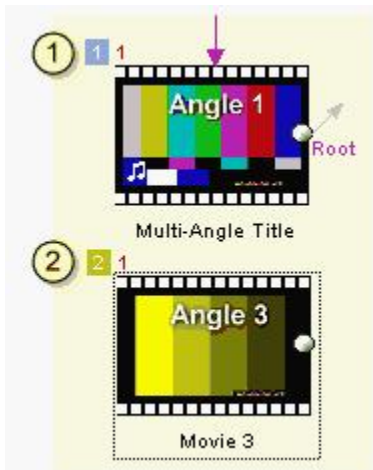 1 1 1
Angle 1
Root
Multi-Angle Title
2 2 1
Angle 3
Movie 3